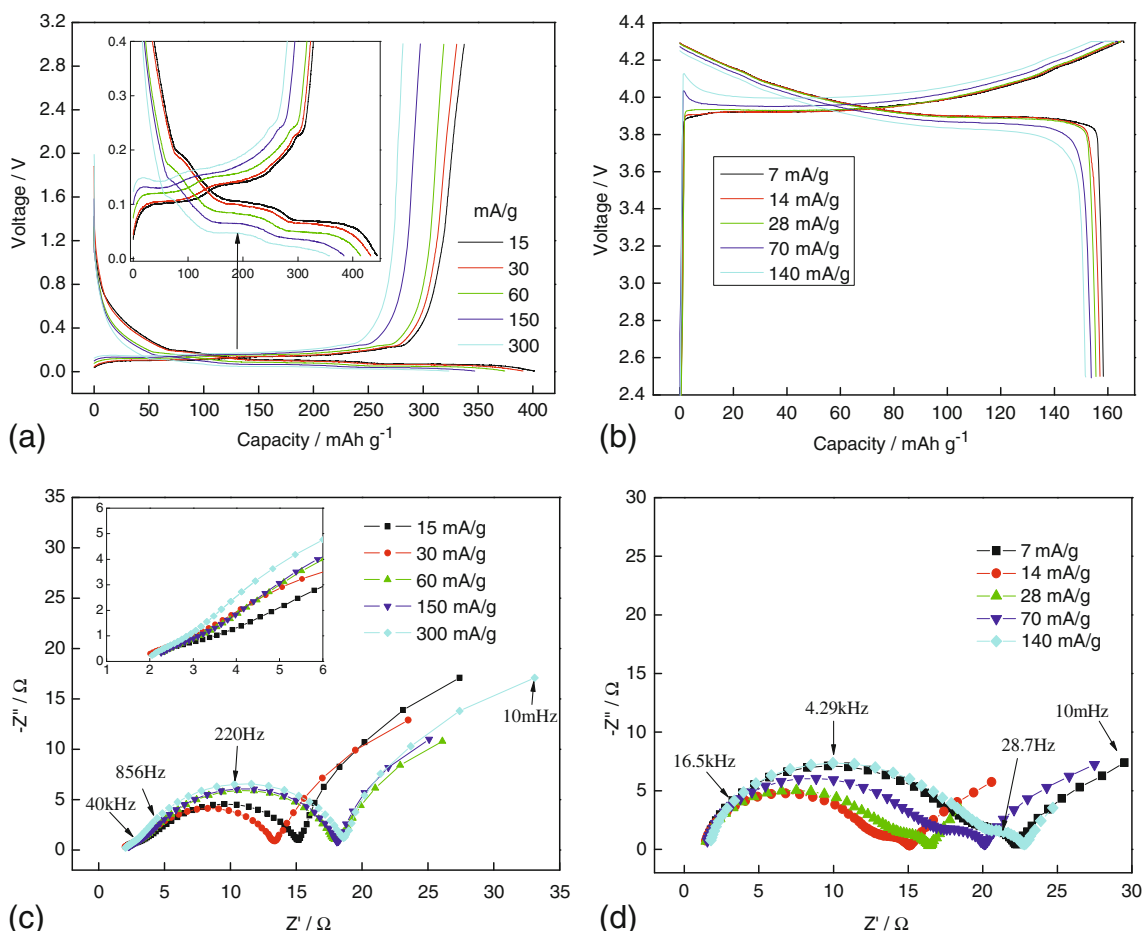 3.2
2.8
2.4
2.0
1.6
1.2
0.8
0.4
0.0
Voltage / V
0 50 100 150 200 250 300 350 400
Capacity / mAh g-1
0.4
0.3
0.2
0.1
0.0
0 100 200 300 400
mA/g
15
30
60
150
300
(a)
4.4
4.2
4.0
3.8
3.6
3.4
3.2
3.0
2.8
2.6
2.4
Voltage / V
0 20 40 60 80 100 120 140 160
Capacity / mAh g-1
7 mA/g
14 mA/g
28 mA/g
70 mA/g
140 mA/g
(b)
35
30
25
20
15
10
5
0
-Z'' / Ω
0 5 10 15 20 25 30 35
Z' / Ω
6
5
4
3
2
1
0
1 2 3 4 5 6
15 mA/g
30 mA/g
60 mA/g
150 mA/g
300 mA/g
40kHz
856Hz
220Hz
10mHz
(c)
30
25
20
15
10
5
0
-Z'' / Ω
0 5 10 15 20 25 30
Z' / Ω
7 mA/g
14 mA/g
28 mA/g
70 mA/g
140 mA/g
16.5kHz
4.29kHz
28.7Hz
10mHz
(d)